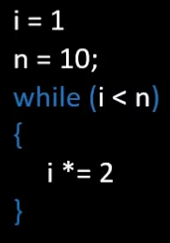 i = 1
n = 10;
while (i < n)
{
i *= 2
}